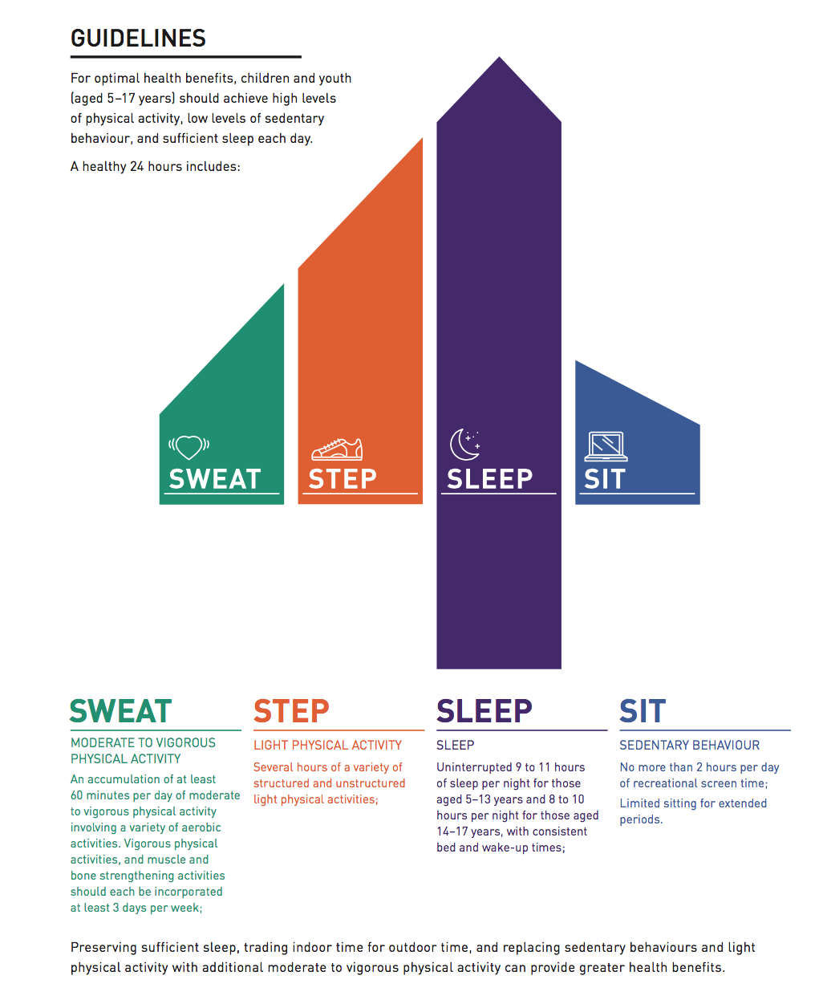 GUIDELINES
For optimal health benefits, children and youth
(aged 5–17 years) should achieve high levels
of physical activity, low levels of sedentary
behaviour, and sufficient sleep each day.
A healthy 24 hours includes:
SWEAT
STEP
SLEEP
SIT
SWEAT
MODERATE TO VIGOROUS
PHYSICAL ACTIVITY
An accumulation of at least
60 minutes per day of moderate
to vigorous physical activity
involving a variety of aerobic
activities. Vigorous physical
activities, and muscle and
bone strengthening activities
should each be incorporated
at least 3 days per week;
STEP
LIGHT PHYSICAL ACTIVITY
Several hours of a variety of
structured and unstructured
light physical activities;
SLEEP
SLEEP
Uninterrupted 9 to 11 hours
of sleep per night for those
aged 5–13 years and 8 to 10
hours per night for those aged
14–17 years, with consistent
bed and wake-up times;
SIT
SEDENTARY BEHAVIOUR
No more than 2 hours per day
of recreational screen time;
Limited sitting for extended
periods.
Preserving sufficient sleep, trading indoor time for outdoor time, and replacing sedentary behaviours and light
physical activity with additional moderate to vigorous physical activity can provide greater health benefits.